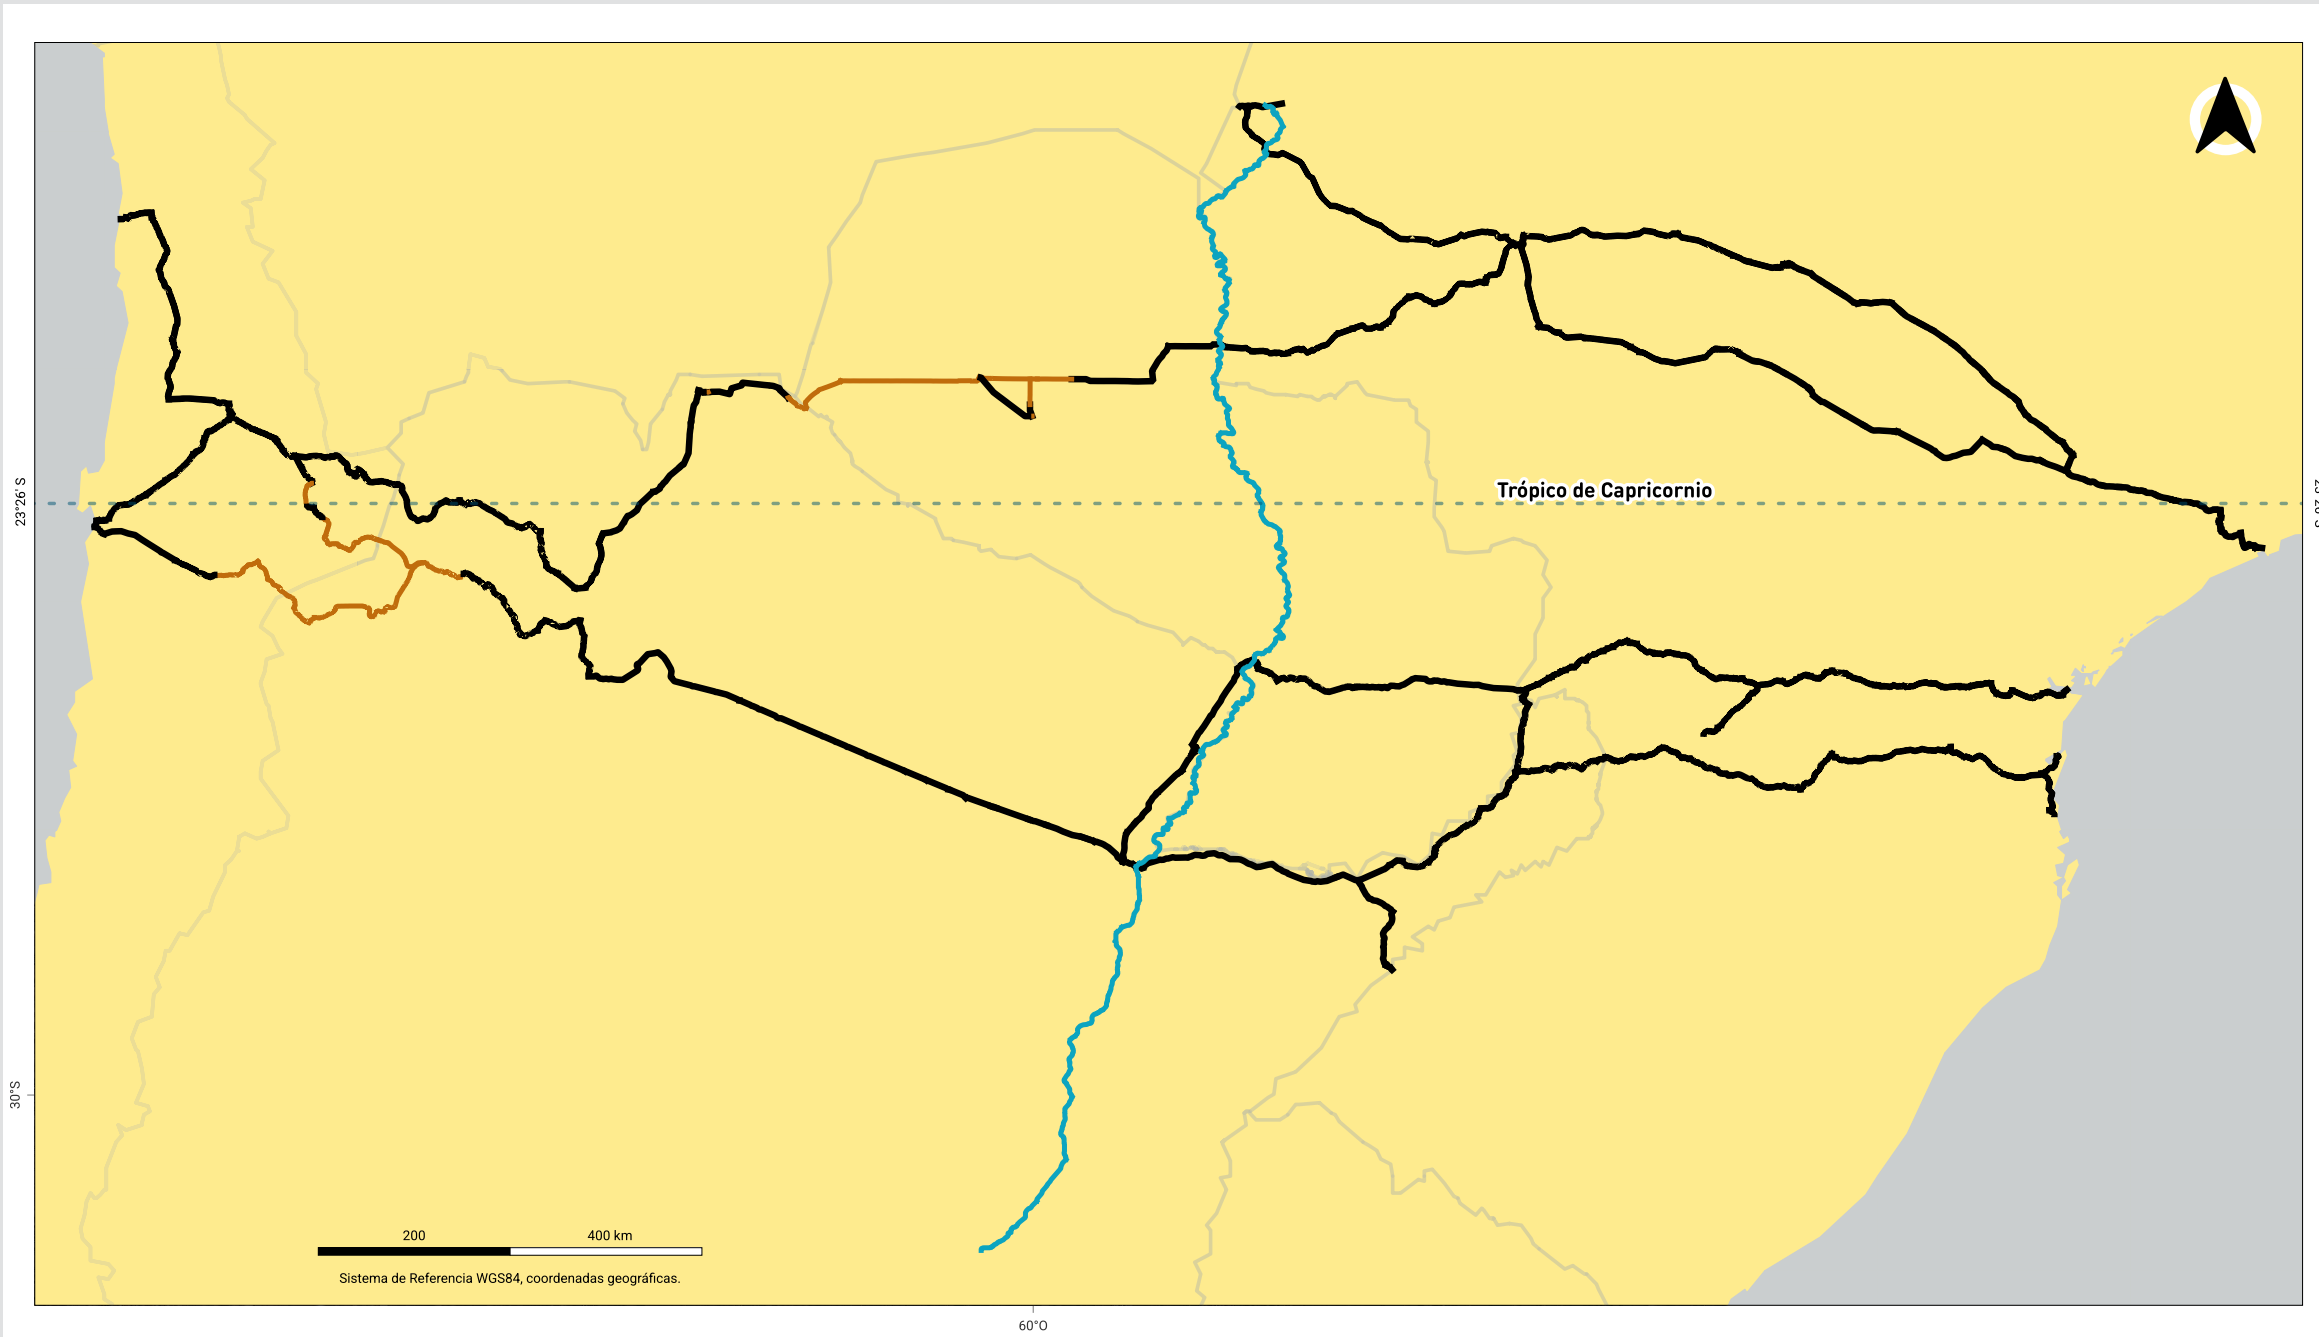 23°26' S
Trópico de Capricornio
30°S
200
400 km
Sistema de Referencia WGS84, coordenadas geográficas.
60°O